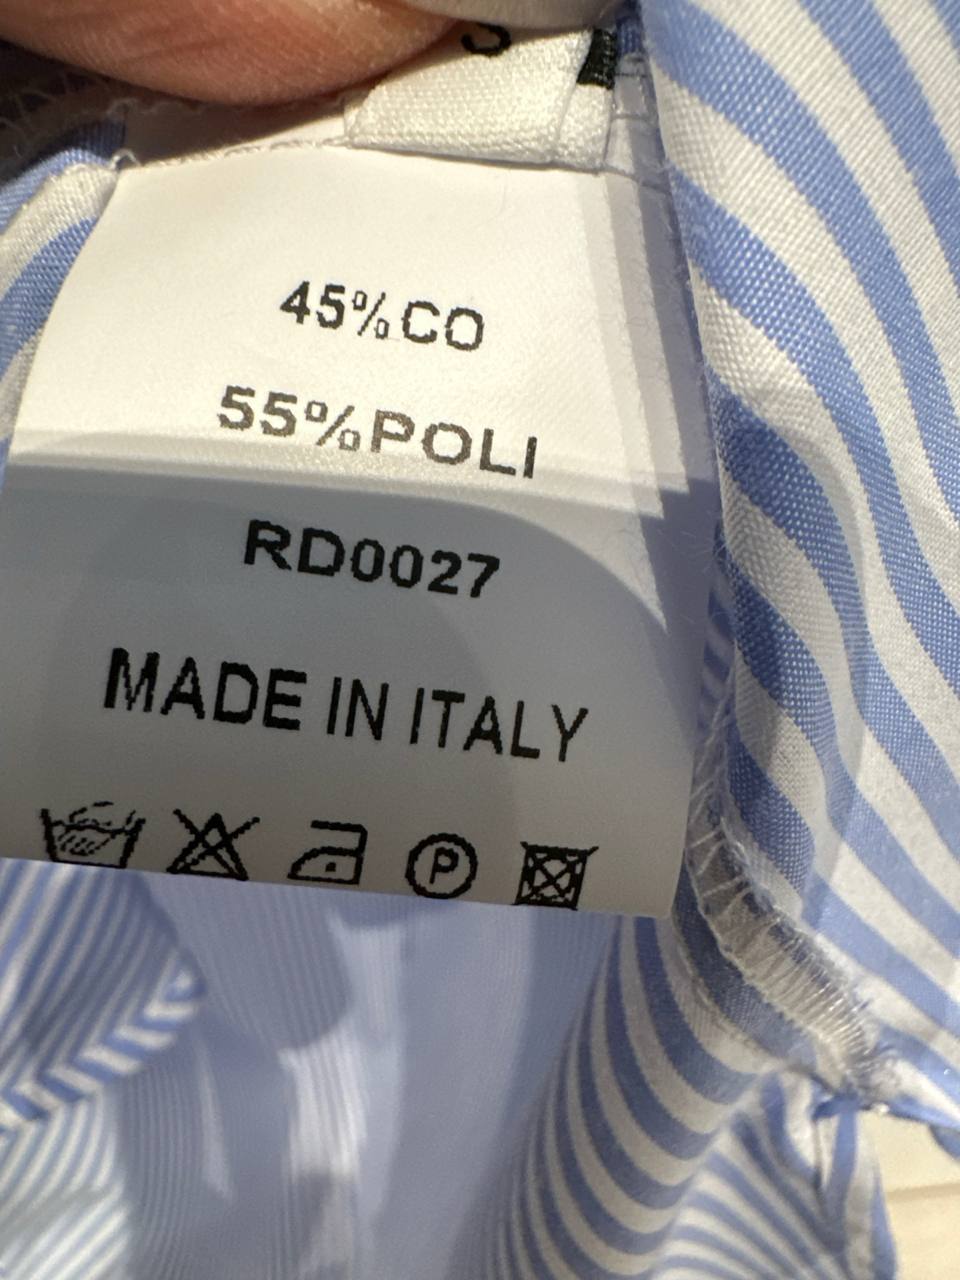 S
45%CO
55%POLI
RD0027
MADE IN ITALY
P